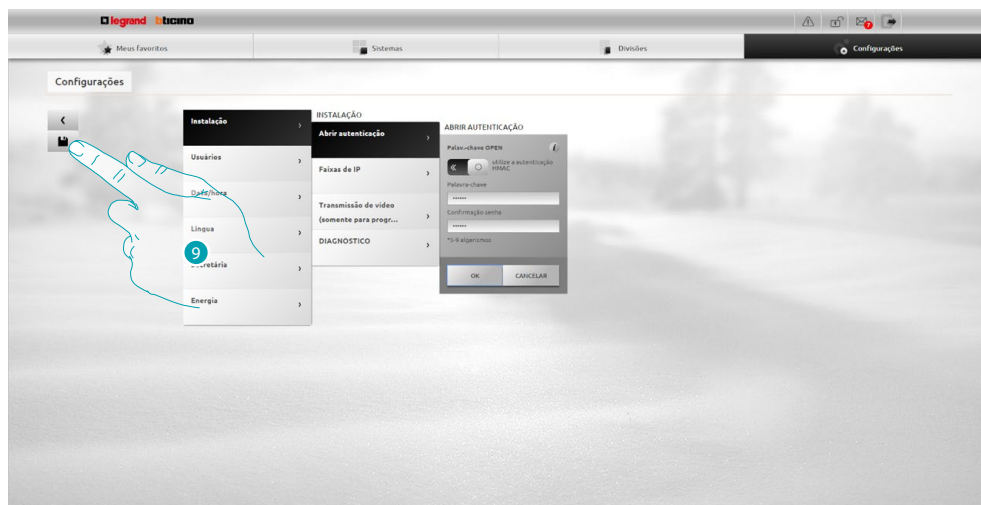 legrand bticino
7
Meus favoritos
Sistemas
Divisões
Configurações
Configurações
Instalação
Usuários
Data/hora
Língua
Secretária
Energia
9
INSTALAÇÃO
Abrir autenticação
Faixas de IP
Transmissão de vídeo
(somente para progr...
DIAGNÓSTICO
ABRIR AUTENTICAÇÃO
Palav.-chave OPEN
i
utilize a autenticação
HMAC
Palavra-chave
••••••
Confirmação senha
••••••
*5-9 algarismos
OK
CANCELAR